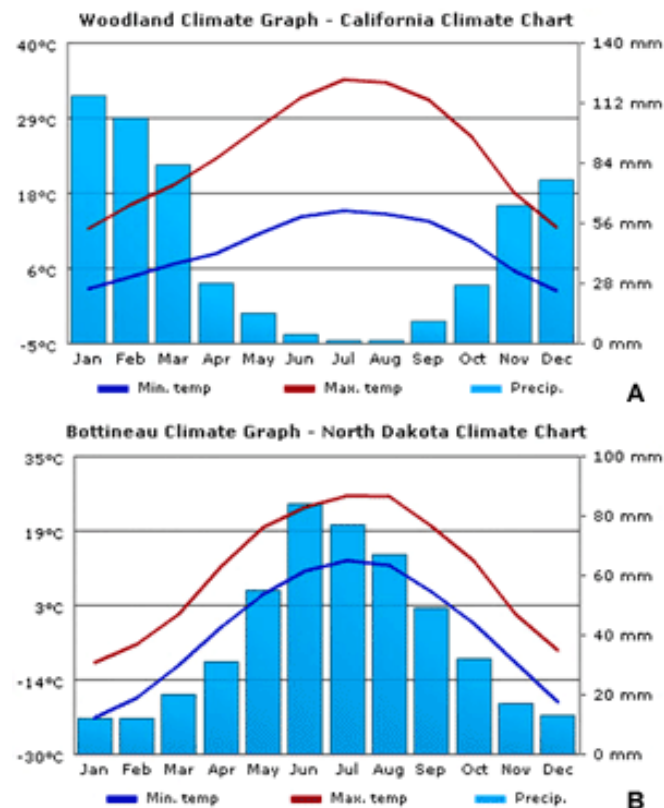 Woodland Climate Graph - California Climate Chart
40°C 140 mm
29°C 112 mm
84 mm
18°C
56 mm
6°C 28 mm
-5°C 0 mm
Jan Feb Mar Apr May Jun Jul Aug Sep Oct Nov Dec
Min. temp Max. temp Precip.
A
Bottineau Climate Graph - North Dakota Climate Chart
35°C 100 mm
19°C 80 mm
60 mm
3°C
40 mm
-14°C 20 mm
-30°C 0 mm
Jan Feb Mar Apr May Jun Jul Aug Sep Oct Nov Dec
Min. temp Max. temp Precip.
B